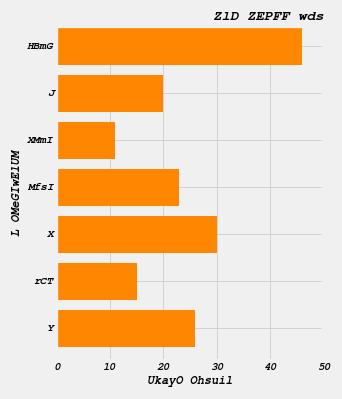 Z1D ZEPFF wds
HBmG
J
XMmI
MfsI
X
rCT
Y
L OMeGIwElUM
0 10 20 30 40 50
UkayO Ohsuil